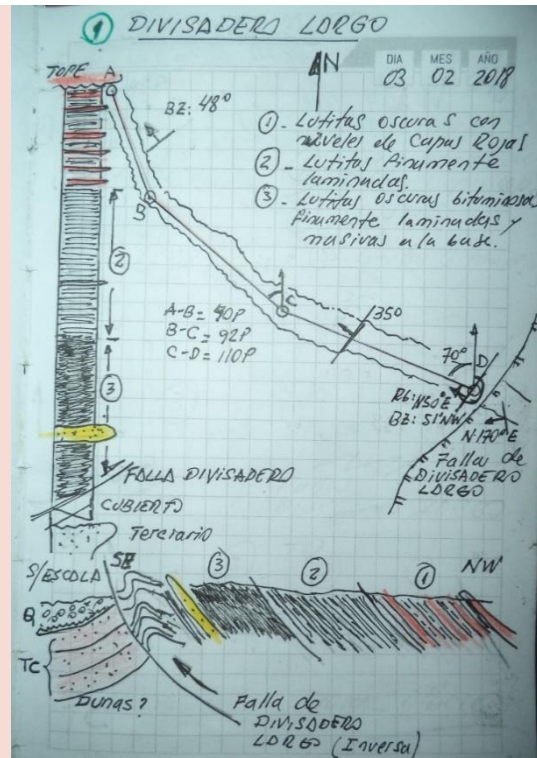 ① DIVISADERO LARGO
TOPE
A
N
DIA MES AÑO
03 02 2018
BZ: 48°
①- Lutitas oscuras con
niveles de Capas Rojas
②- Lutitas finamente
laminadas.
③- Lutitas oscuras bituminosas
finamente laminadas y
masivas a la base.
B
②
C
A-B = 90P
B-C = 92P
C-D = 110P
35°
70°
D
③
Rb: N50°E
BZ: 51°NW
N170°E
Falla de
DIVISADERO
LARGO
FALLA DIVISADERO
CUBIERTO
Terciario
S/ESCALA
SE
③
②
①
NW
Q
TC
Dunas?
Falla de
DIVISADERO
LARGO (Inversa)